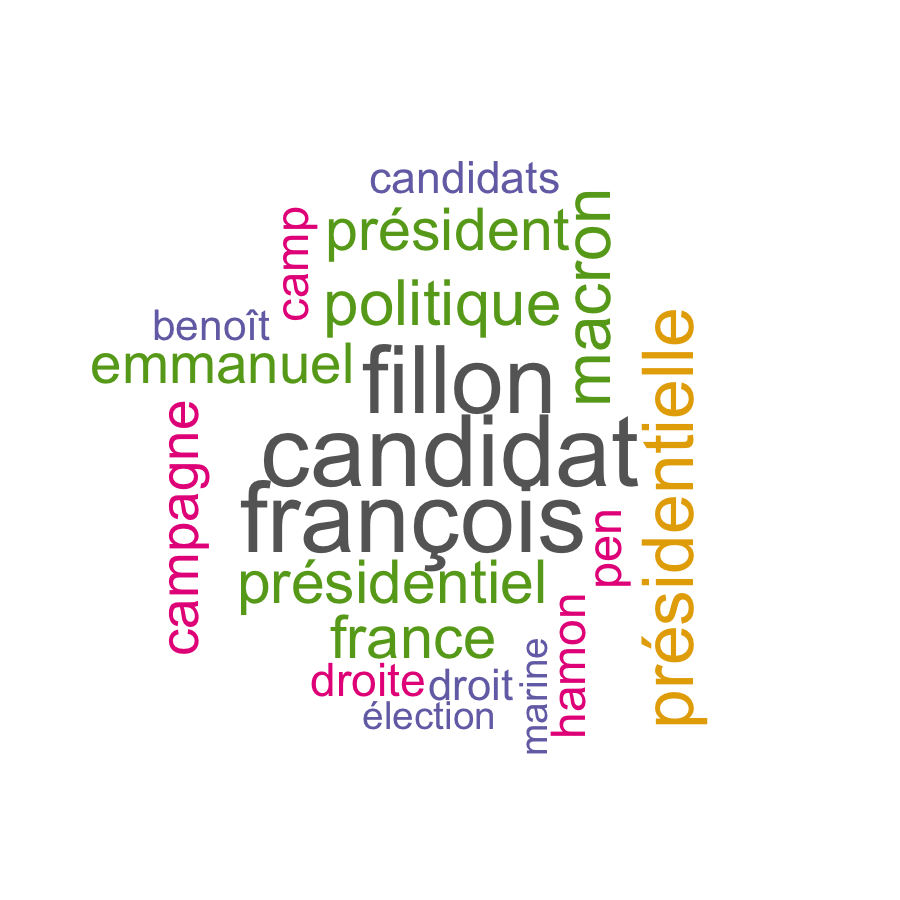 candidats
camp
président
macron
politique
benoît
emmanuel
fillon
présidentielle
campagne
candidat
françois
pen
présidentiel
hamon
france
droite
droit
marine
élection